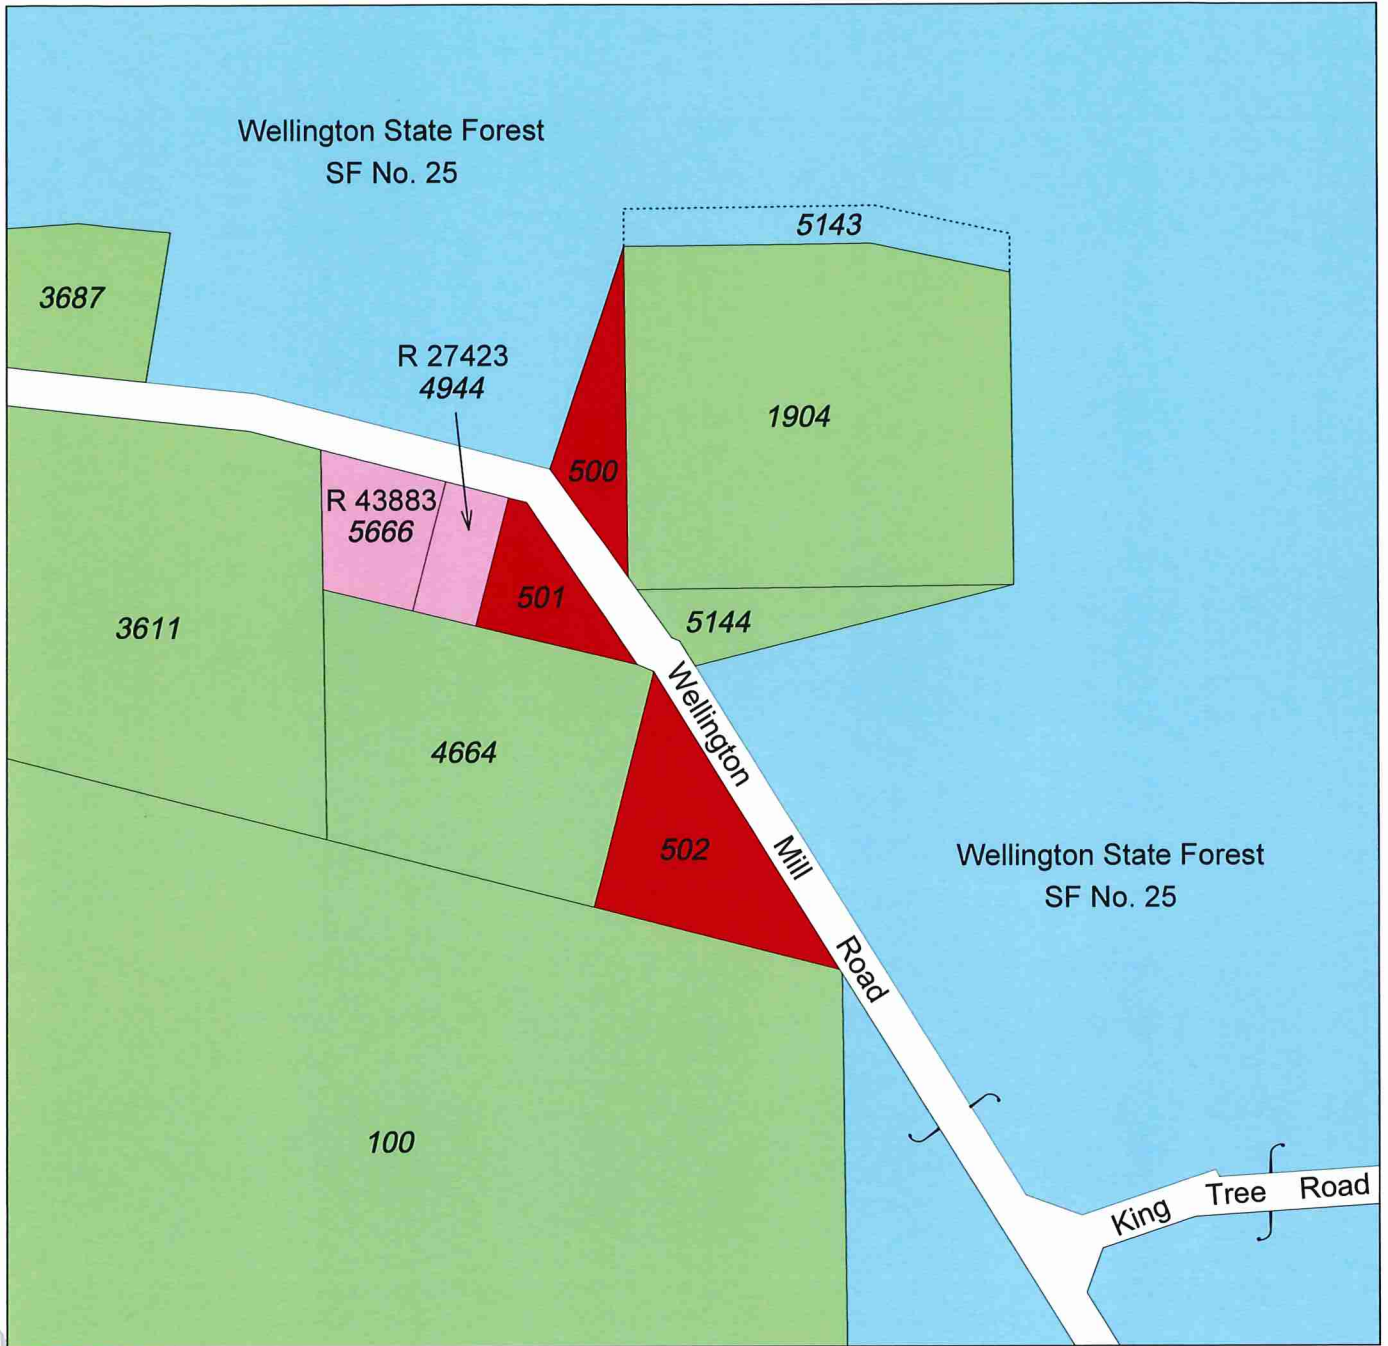 Wellington State Forest
SF No. 25
5143
3687
R 27423
4944
1904
500
R 43883
5666
501
5144
3611
Wellington Mill Road
4664
502
Wellington State Forest
SF No. 25
100
King Tree Road